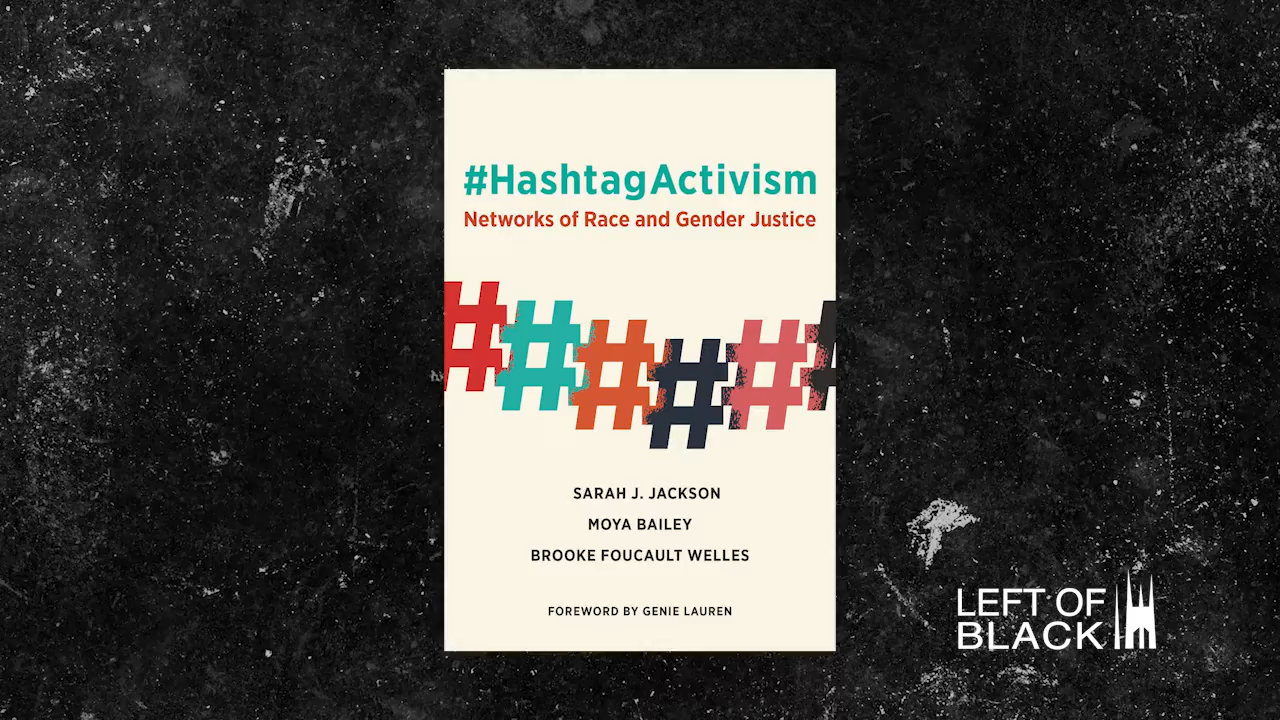 #HashtagActivism
Networks of Race and Gender Justice
# # # # # #
SARAH J. JACKSON
MOYA BAILEY
BROOKE FOUCAULT WELLES
FOREWORD BY GENIE LAUREN
LEFT OF
BLACK